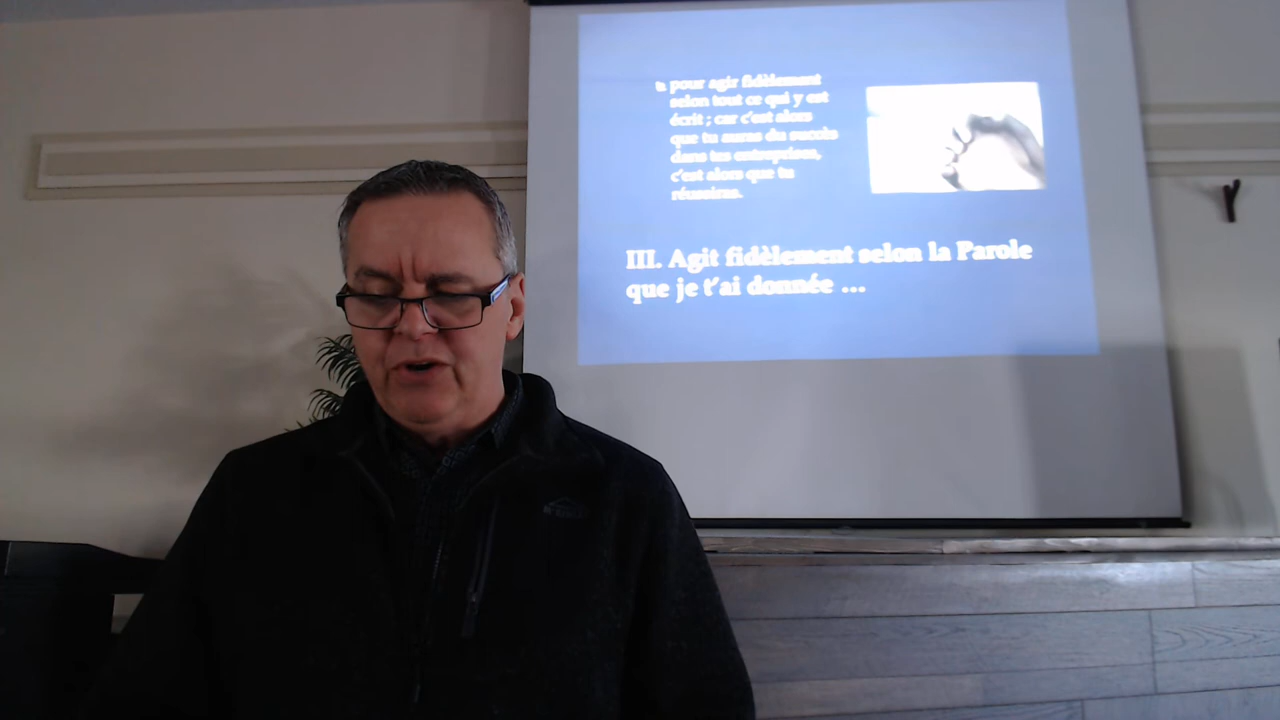 pour agir fidèlement
selon tout ce qui y est
écrit ; car c'est alors
que tu auras du succès
dans tes entreprises,
c'est alors que tu
réussiras.
III. Agit fidèlement selon la Parole
que je t'ai donnée ...